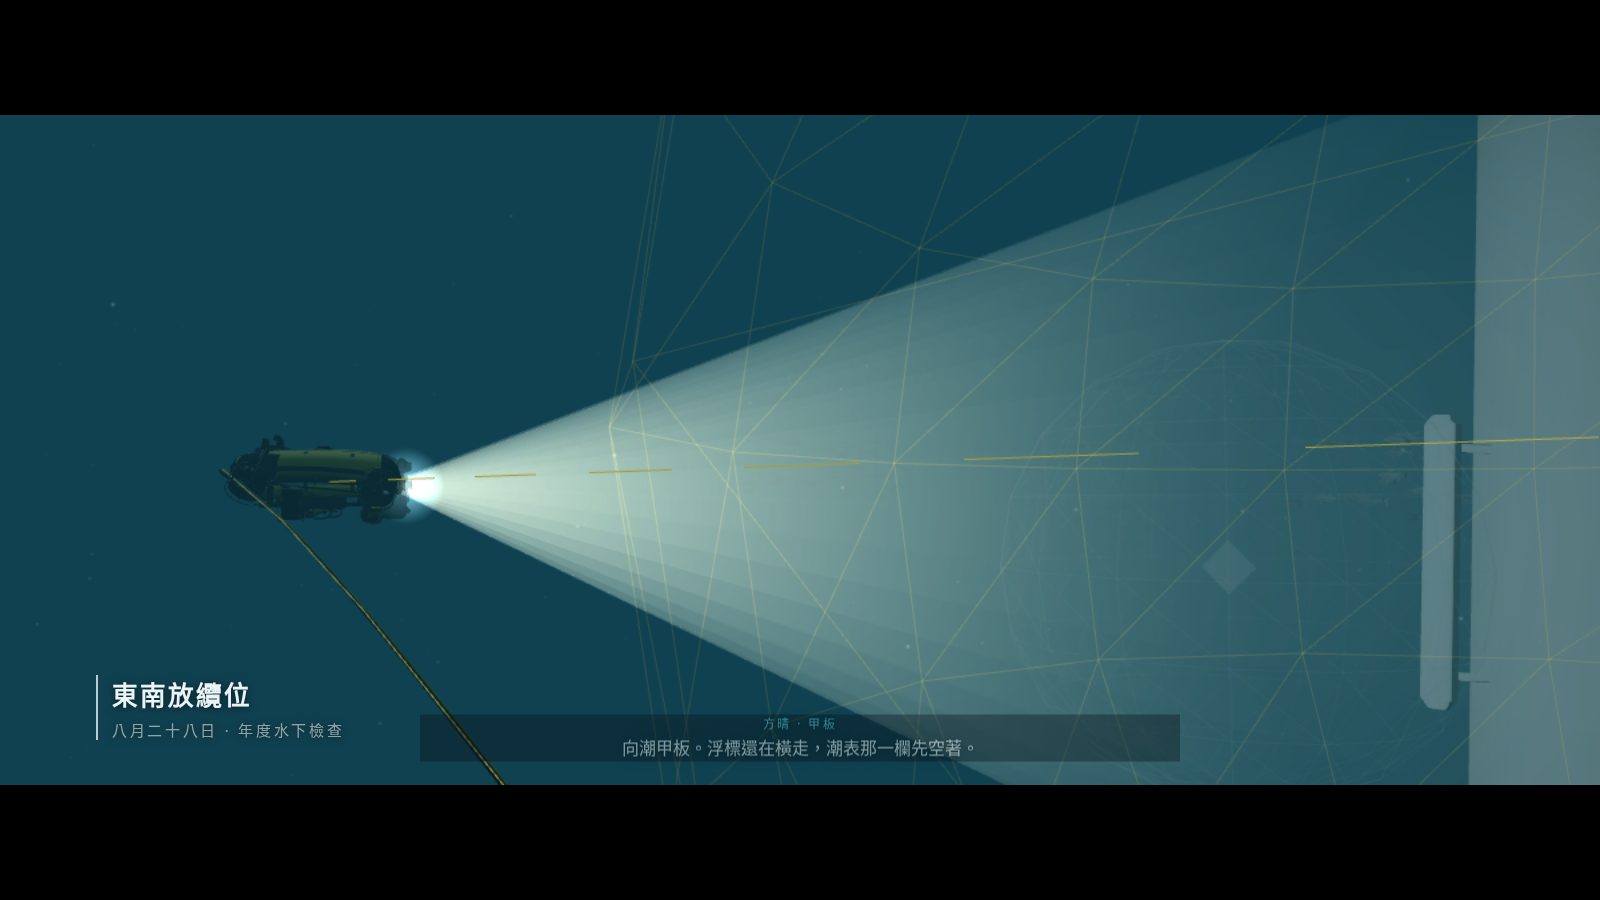 東南放纜位
八月二十八日 · 年度水下檢查
方晴 · 甲板
向潮甲板。浮標還在橫走，潮表那一欄先空著。